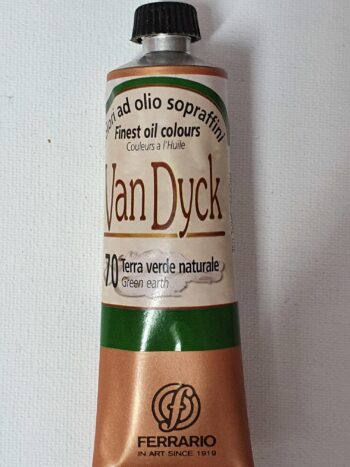 ad olio sopraffini
Finest oil colours
Couleurs a l'Huile
Van Dyck
70 Terra verde naturale
Green earth
FERRARIO
IN ART SINCE 1919